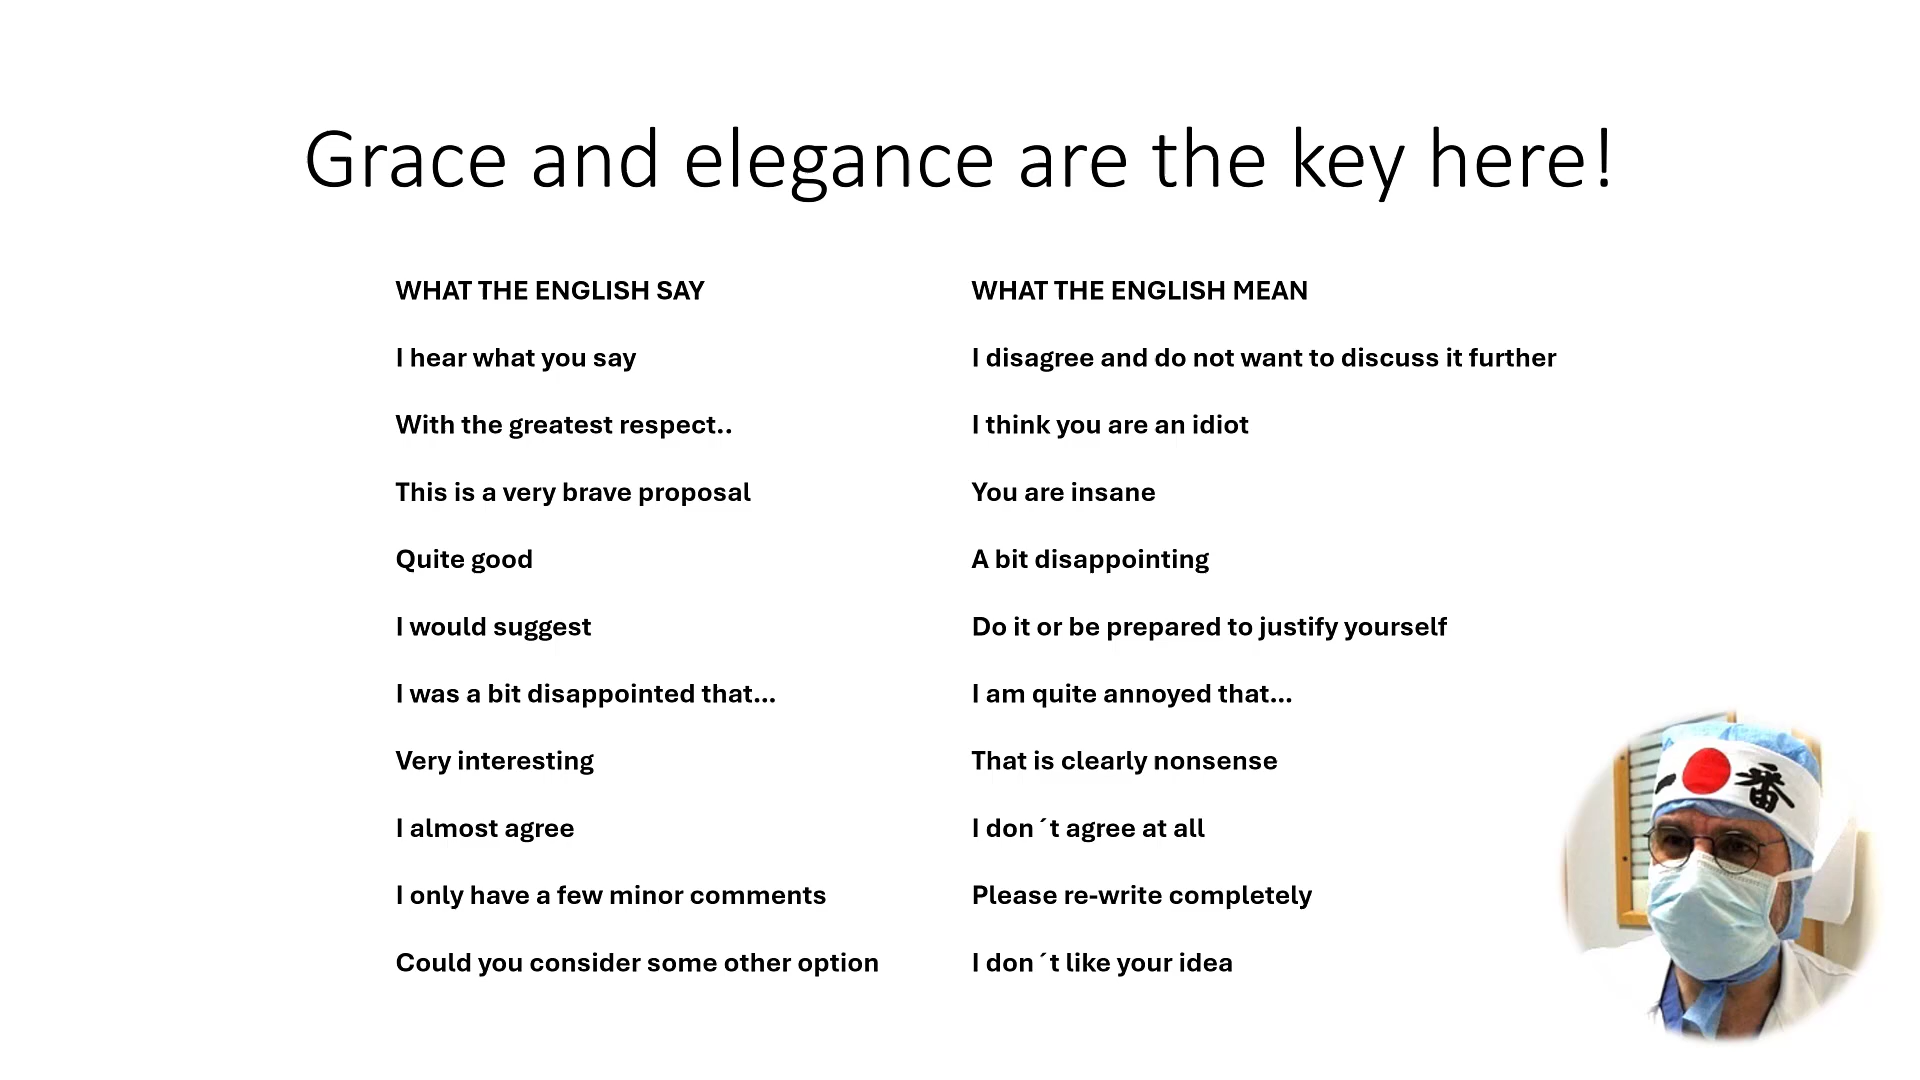 Grace and elegance are the key here!
WHAT THE ENGLISH SAY WHAT THE ENGLISH MEAN
I hear what you say I disagree and do not want to discuss it further
With the greatest respect.. I think you are an idiot
This is a very brave proposal You are insane
Quite good A bit disappointing
I would suggest Do it or be prepared to justify yourself
I was a bit disappointed that... I am quite annoyed that...
Very interesting That is clearly nonsense
I almost agree I don ´t agree at all
I only have a few minor comments Please re-write completely
Could you consider some other option I don ´t like your idea
一番